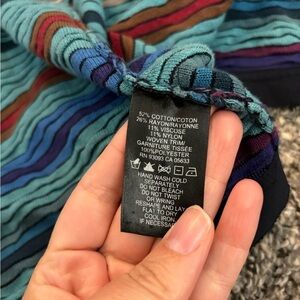 52% COTTON/COTON
26% RAYON/RAYONNE
11% VISCOSE
11% NYLON
WOVEN TRIM/
GARNITURE TISSÉE
100%POLYESTER
RN 93093 CA 05633
HAND WASH COLD
SEPARATELY
DO NOT BLEACH
DO NOT TWIST
OR WRING
RESHAPE AND LAY
FLAT TO DRY
COOL IRON
IF NECESSARY